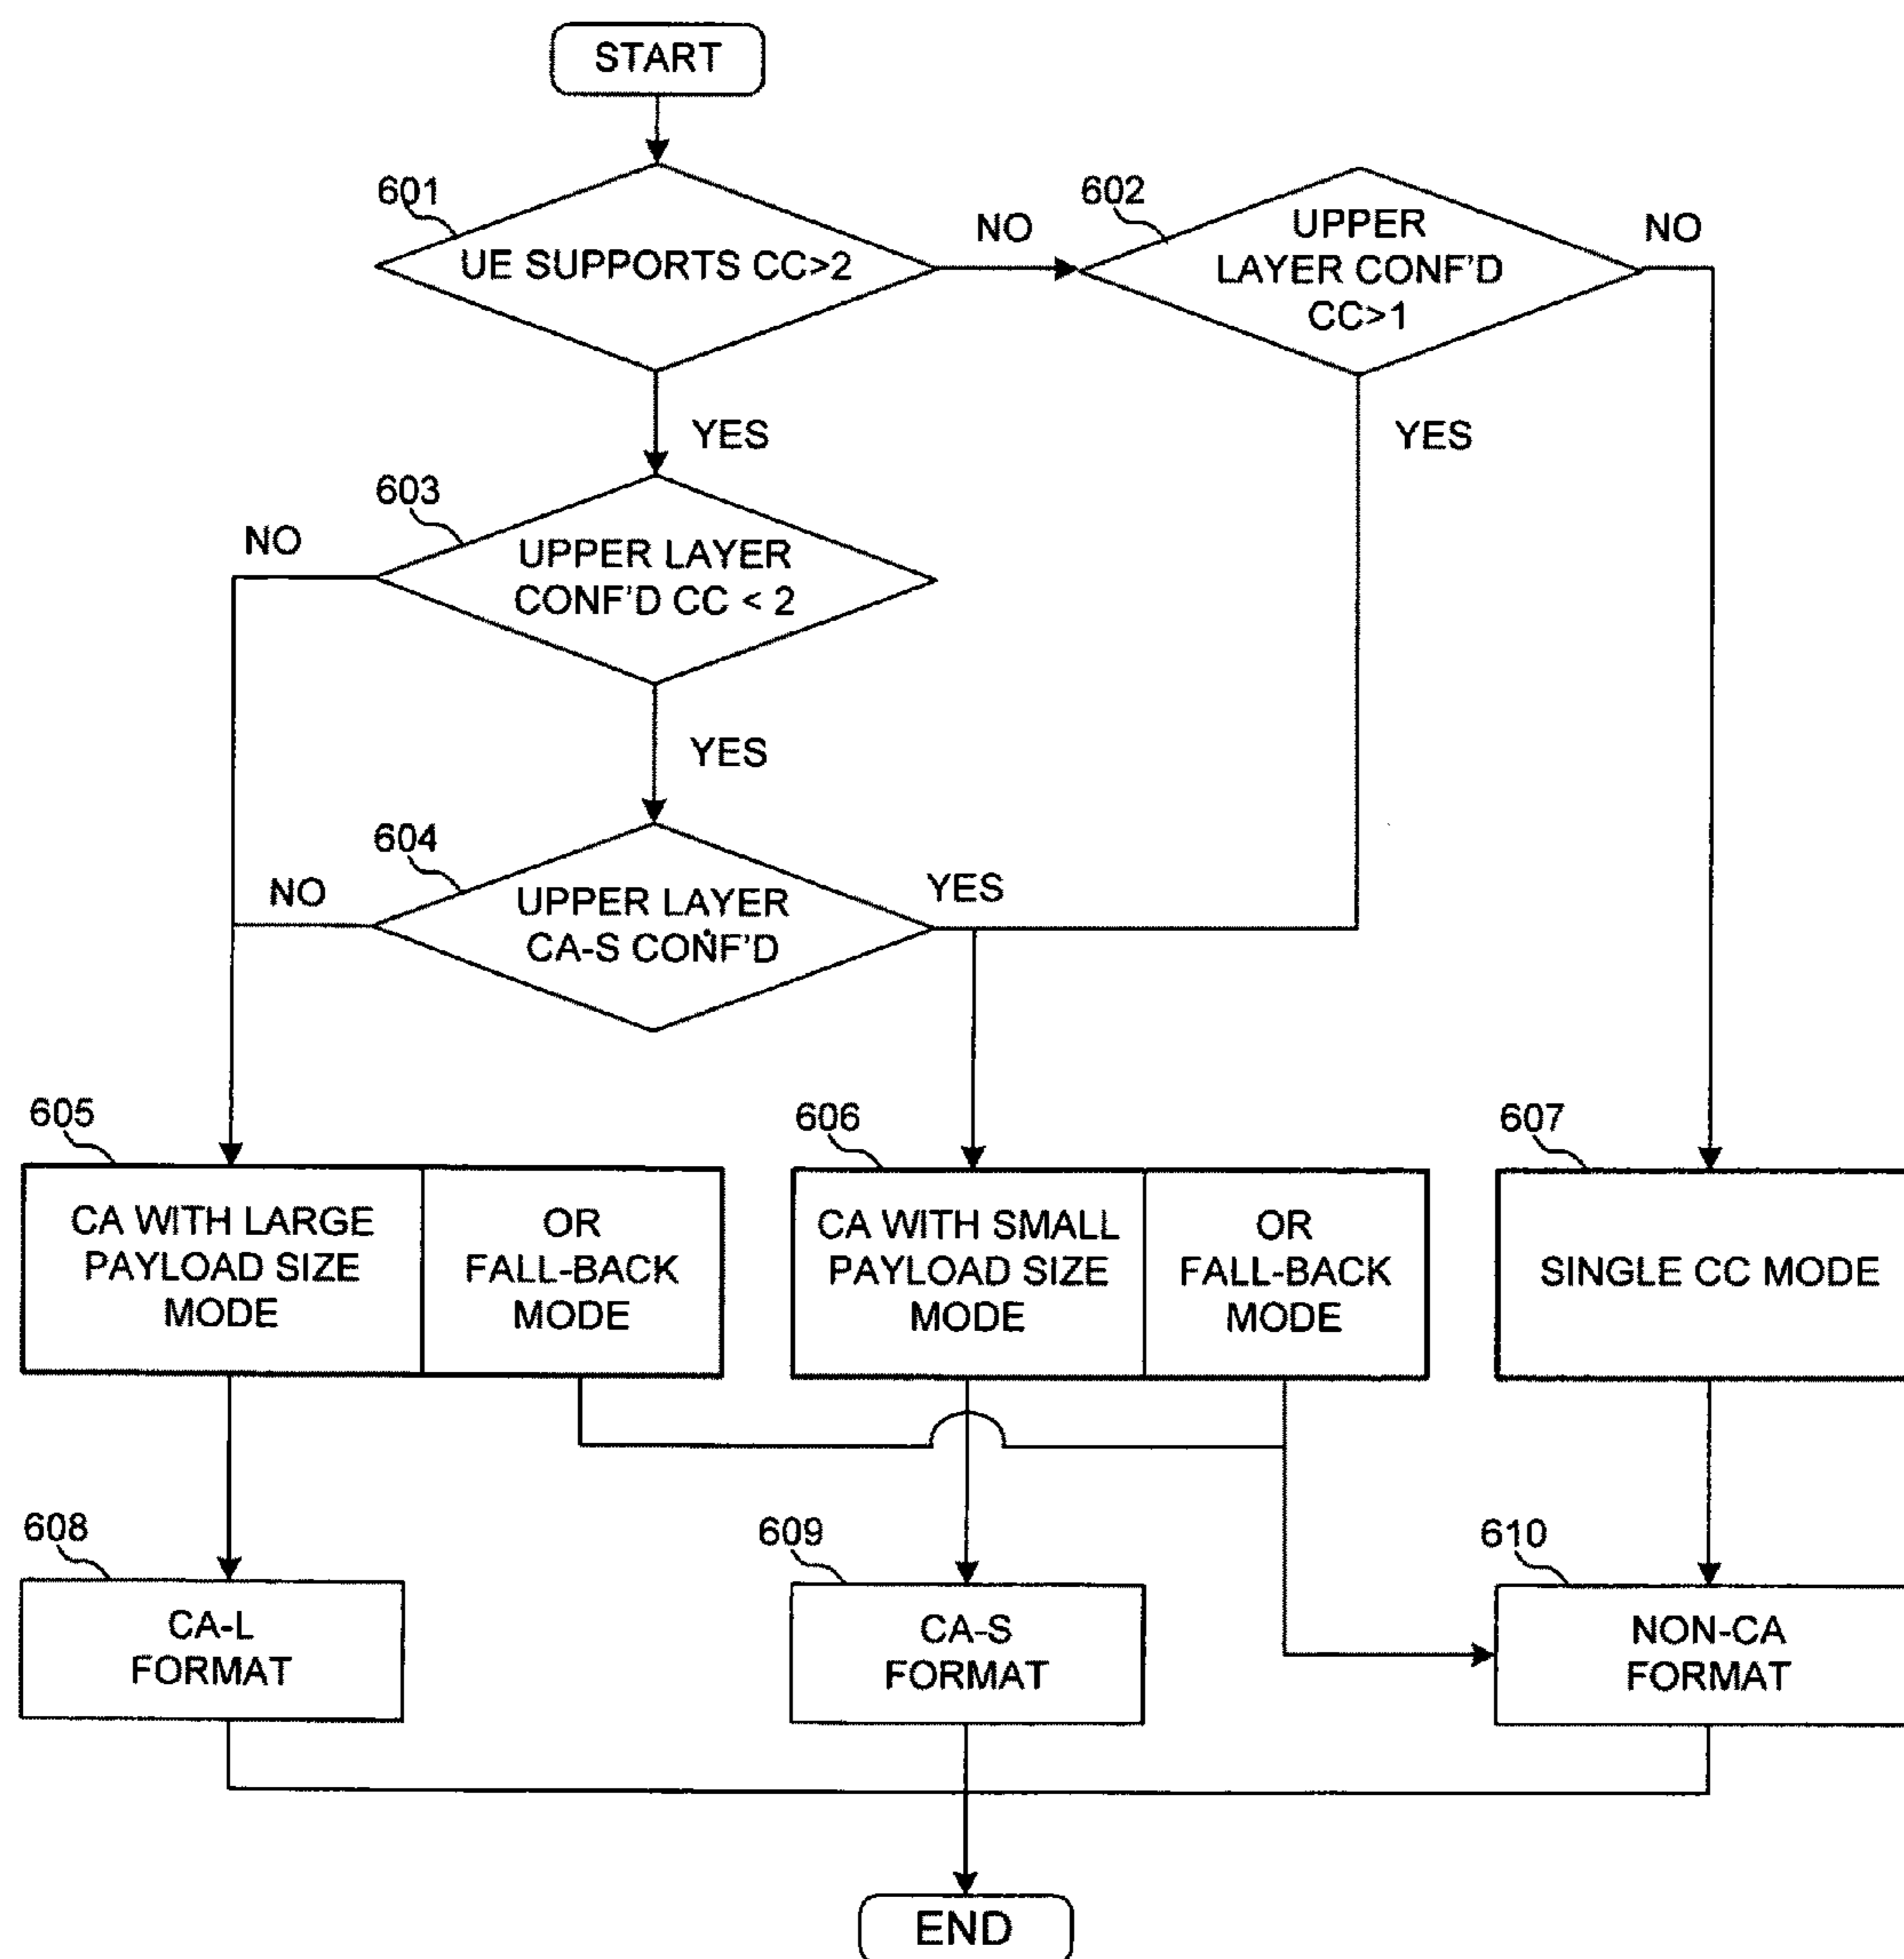 START
601
UE SUPPORTS CC>2
NO
602
UPPER
LAYER CONF'D
CC>1
NO
YES
YES
603
NO
UPPER LAYER
CONF'D CC < 2
YES
604
NO
UPPER LAYER
CA-S CONF'D
YES
605
CA WITH LARGE
PAYLOAD SIZE
MODE
OR
FALL-BACK
MODE
606
CA WITH SMALL
PAYLOAD SIZE
MODE
OR
FALL-BACK
MODE
607
SINGLE CC MODE
608
CA-L
FORMAT
609
CA-S
FORMAT
610
NON-CA
FORMAT
END